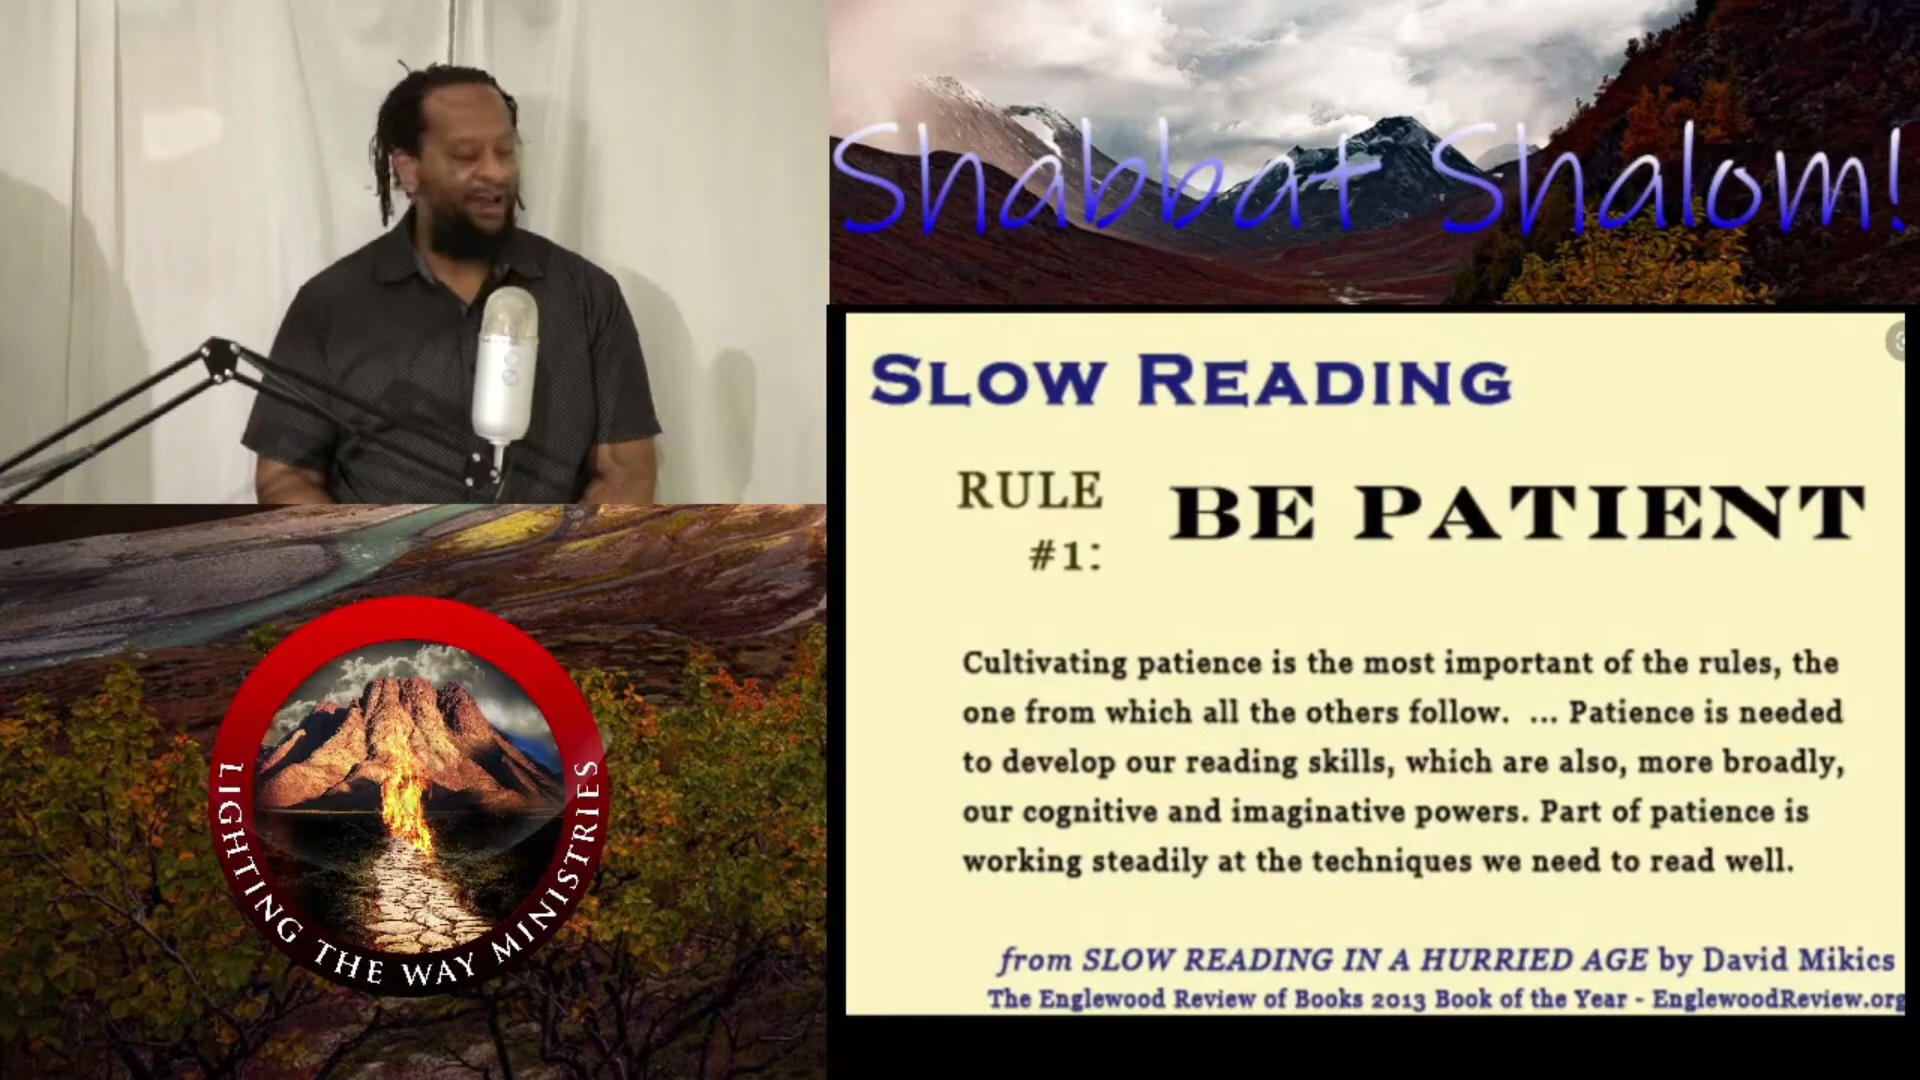 Shabbat Shalom!
SLOW READING
RULE
#1:
BE PATIENT
Cultivating patience is the most important of the rules, the
one from which all the others follow. ... Patience is needed
to develop our reading skills, which are also, more broadly,
our cognitive and imaginative powers. Part of patience is
working steadily at the techniques we need to read well.
from SLOW READING IN A HURRIED AGE by David Mikics
The Englewood Review of Books 2013 Book of the Year - EnglewoodReview.org
LIGHTING THE WAY MINISTRIES